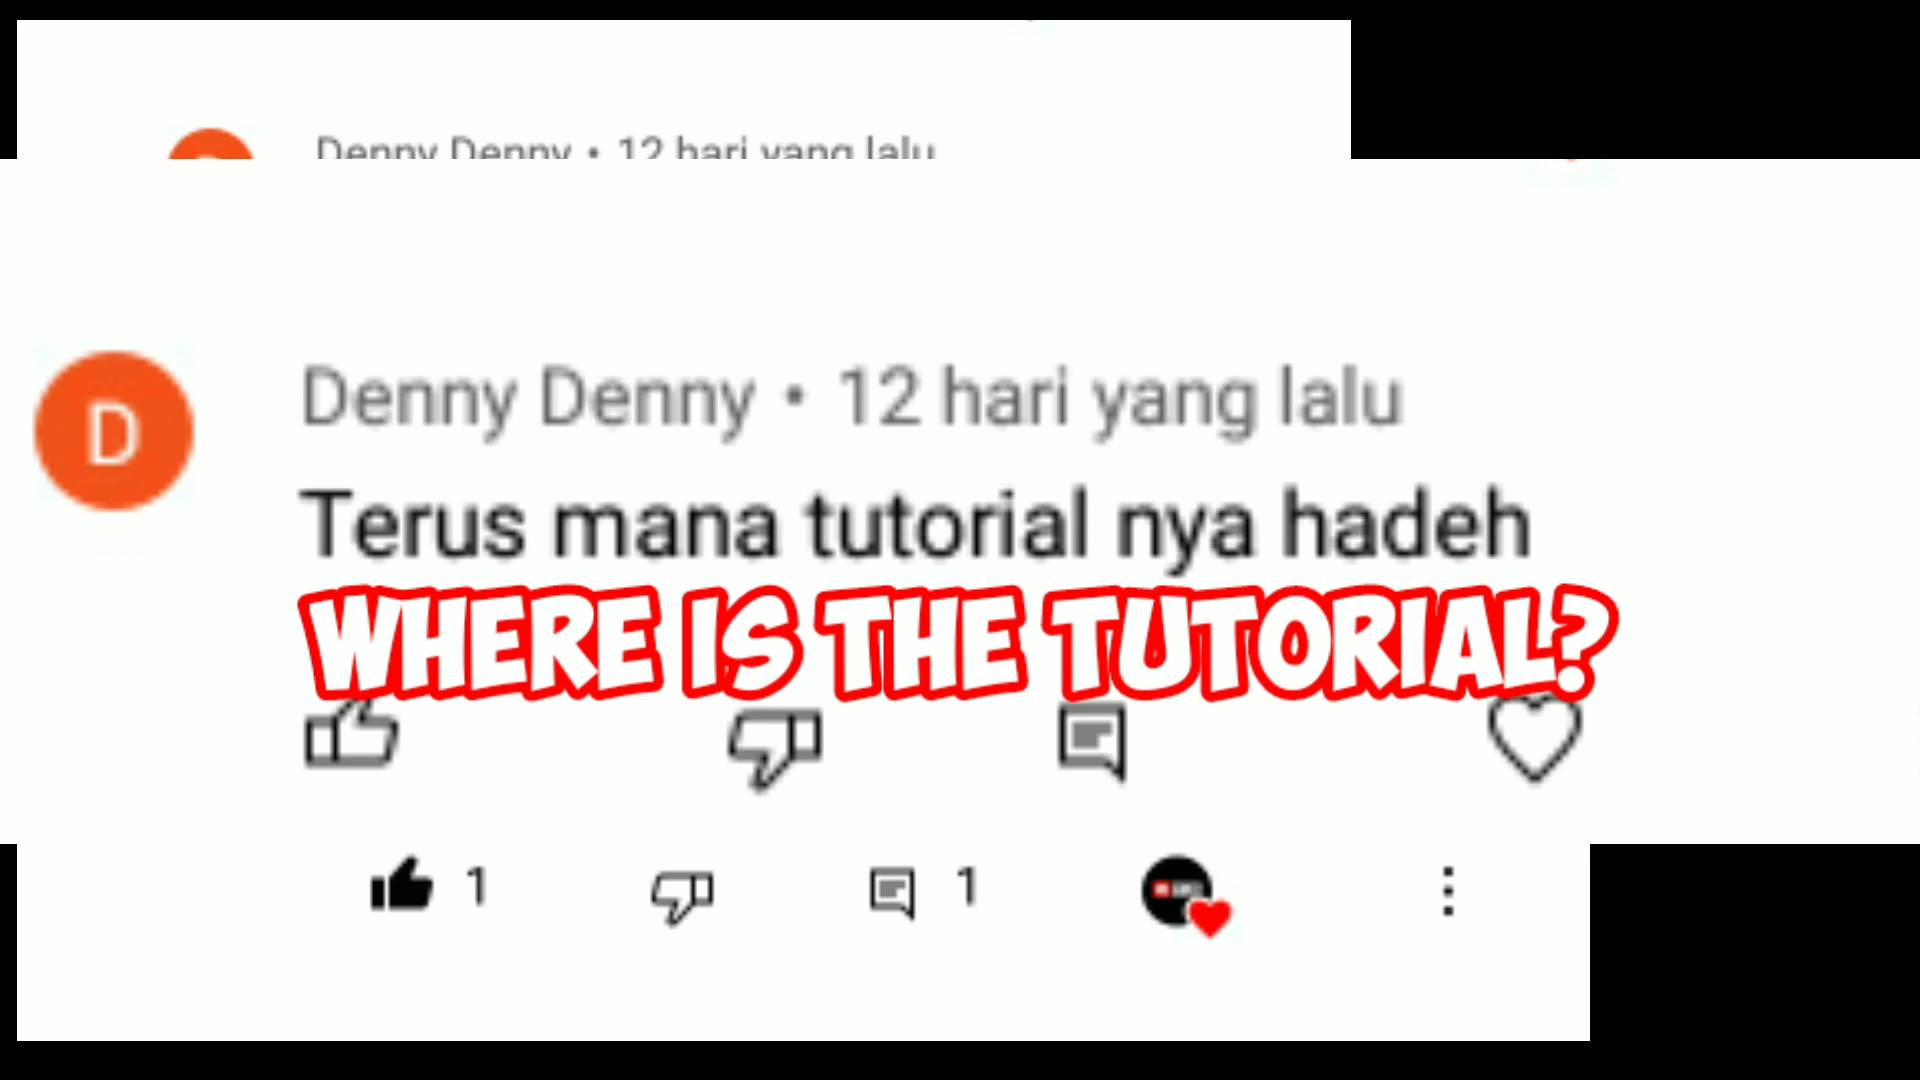 Denny Denny • 12 hari yang lalu
Denny Denny • 12 hari yang lalu
Terus mana tutorial nya hadeh
WHERE IS THE TUTORIAL?
1 1
D